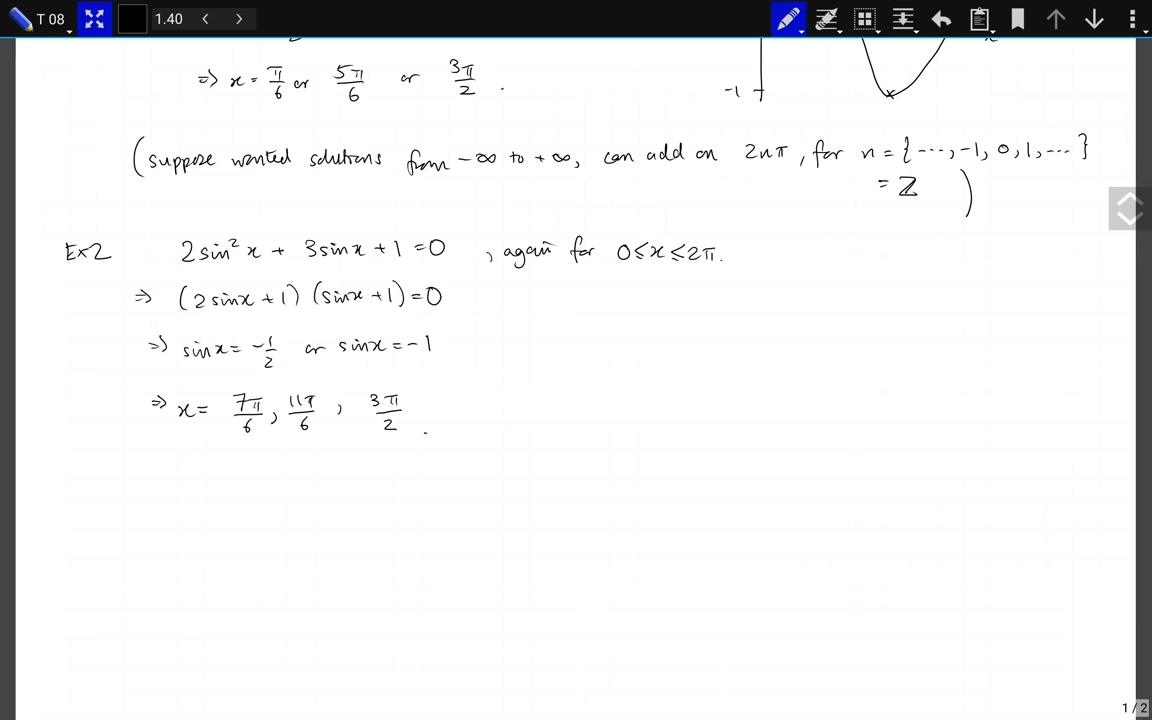 T 08 1.40
⇒ x = π/6 or 5π/6 or 3π/2 .
-1
(suppose wanted solutions from -∞ to +∞, can add on 2nπ, for n = {..., -1, 0, 1, ...}
= ℤ )
Ex2 2sin²x + 3sinx + 1 = 0 , again for 0 ≤ x ≤ 2π.
⇒ (2sinx + 1) (sinx + 1) = 0
⇒ sinx = -1/2 or sinx = -1
⇒ x = 7π/6 , 11π/6 , 3π/2 .
1 / 2